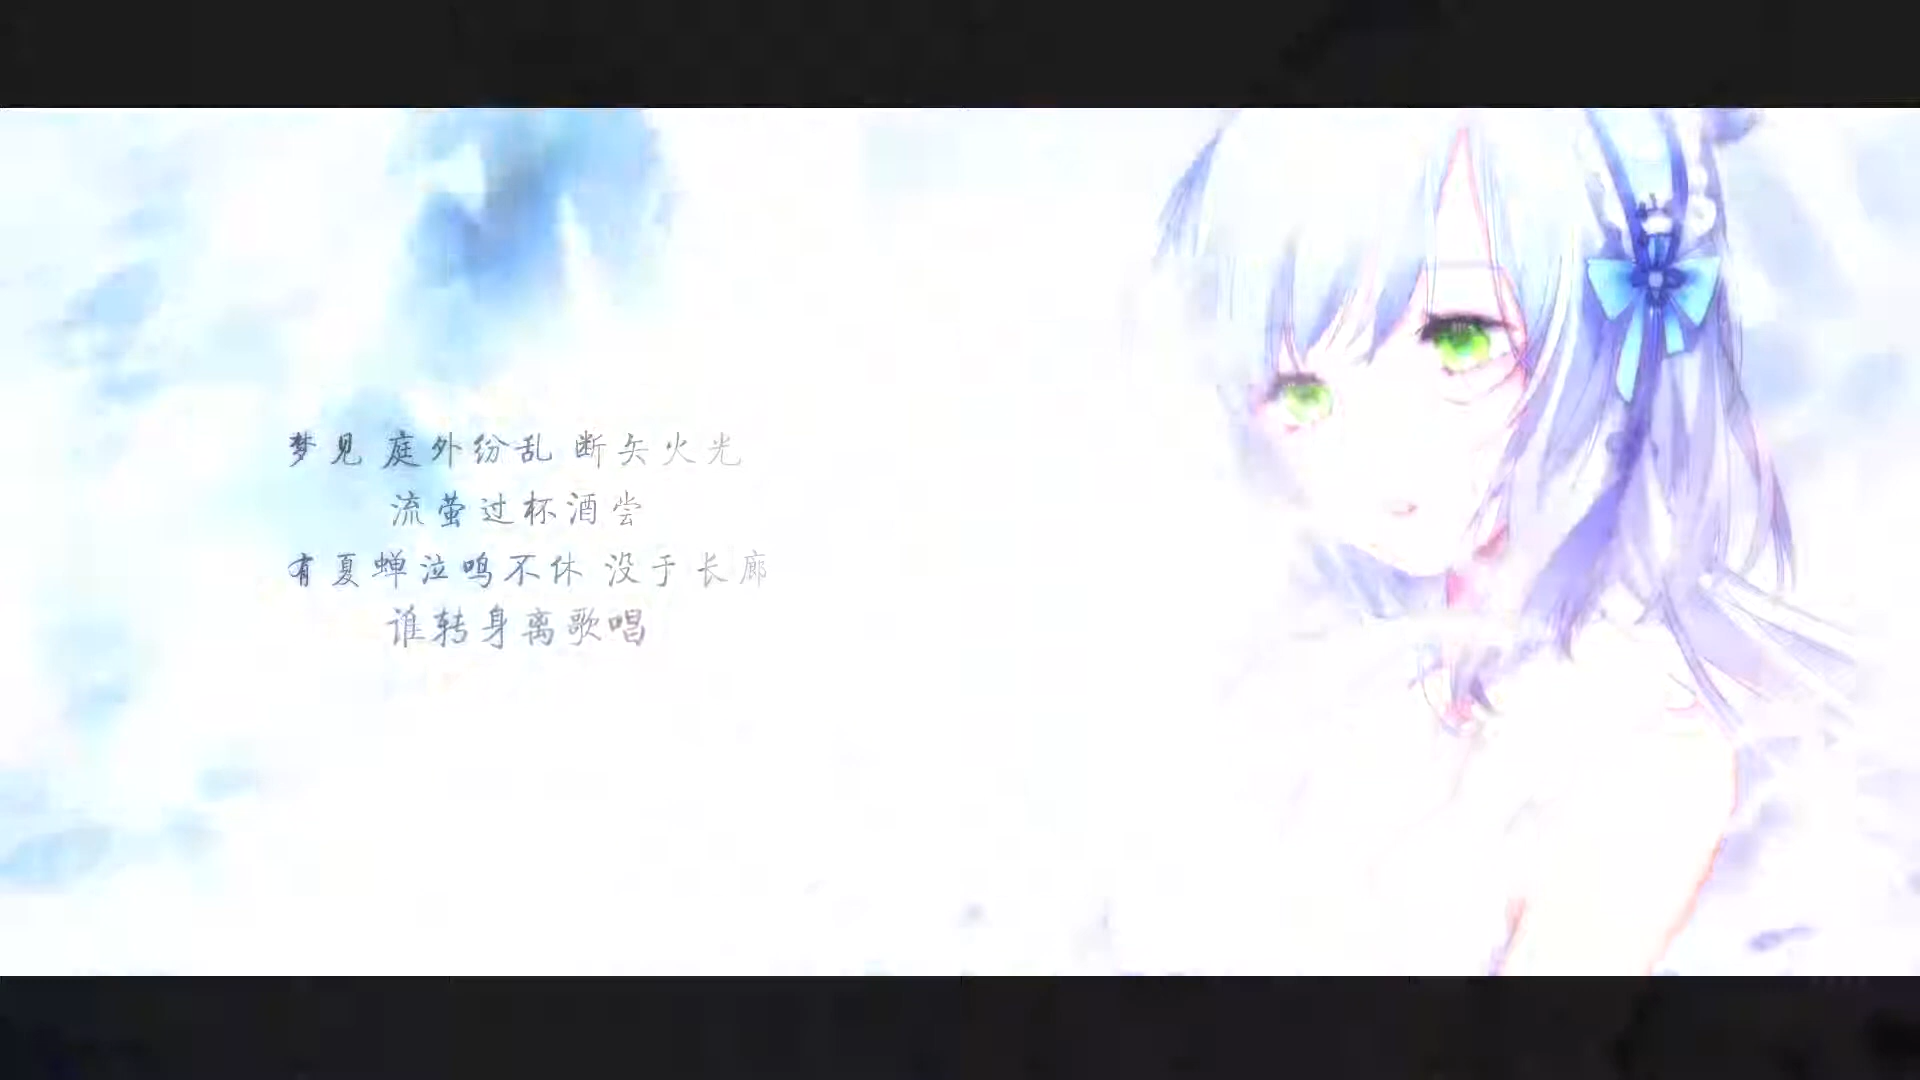 梦见 庭外纷乱 断矢火光
流萤过杯酒尝
有夏蝉泣鸣不休 没于长廊
谁转身离歌唱